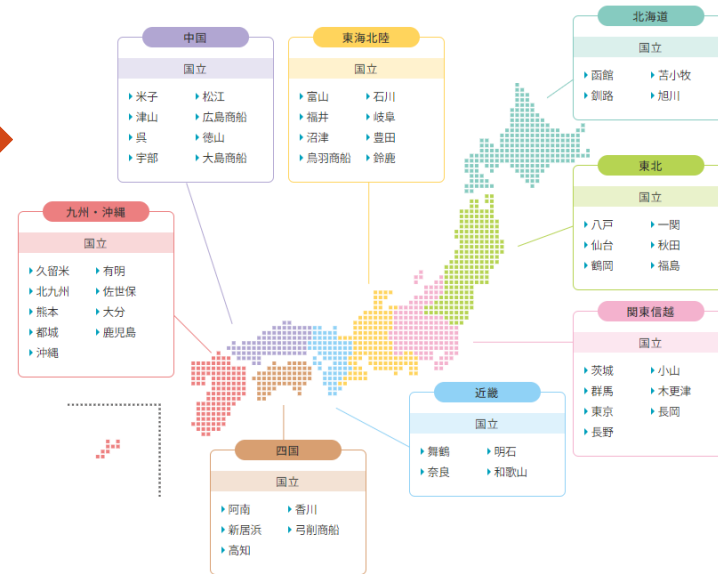 北海道
国立
函館 苫小牧
釧路 旭川
中国
国立
米子 松江
津山 広島商船
呉 徳山
宇部 大島商船
東海北陸
国立
富山 石川
福井 岐阜
沼津 豊田
鳥羽商船 鈴鹿
東北
国立
八戸 一関
仙台 秋田
鶴岡 福島
九州・沖縄
国立
久留米 有明
北九州 佐世保
熊本 大分
都城 鹿児島
沖縄
関東信越
国立
茨城 小山
群馬 木更津
東京 長岡
長野
近畿
国立
舞鶴 明石
奈良 和歌山
四国
国立
阿南 香川
新居浜 弓削商船
高知